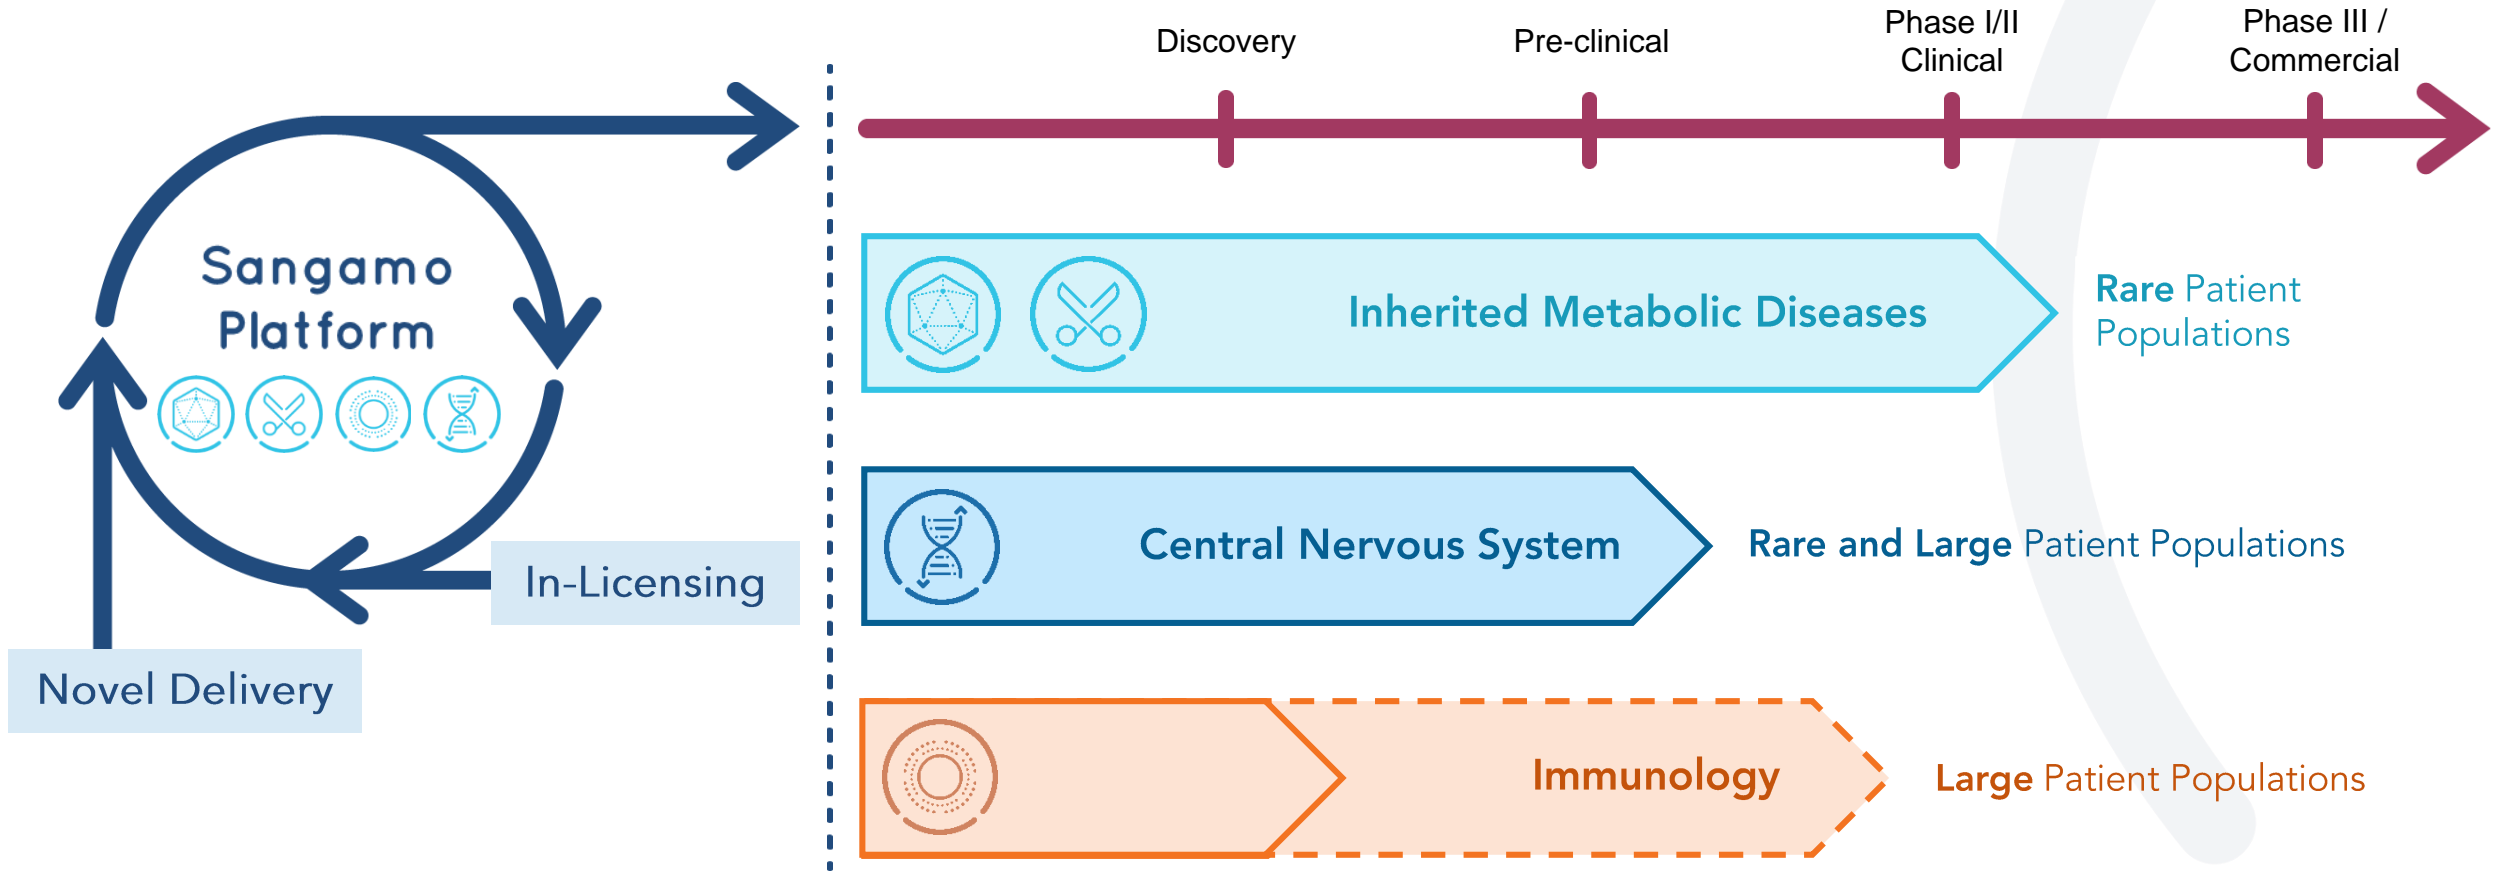 Discovery
Pre-clinical
Phase I/II
Clinical
Phase III /
Commercial
Sangamo
Platform
In-Licensing
Novel Delivery
Inherited Metabolic Diseases
Rare Patient
Populations
Central Nervous System
Rare and Large Patient Populations
Immunology
Large Patient Populations